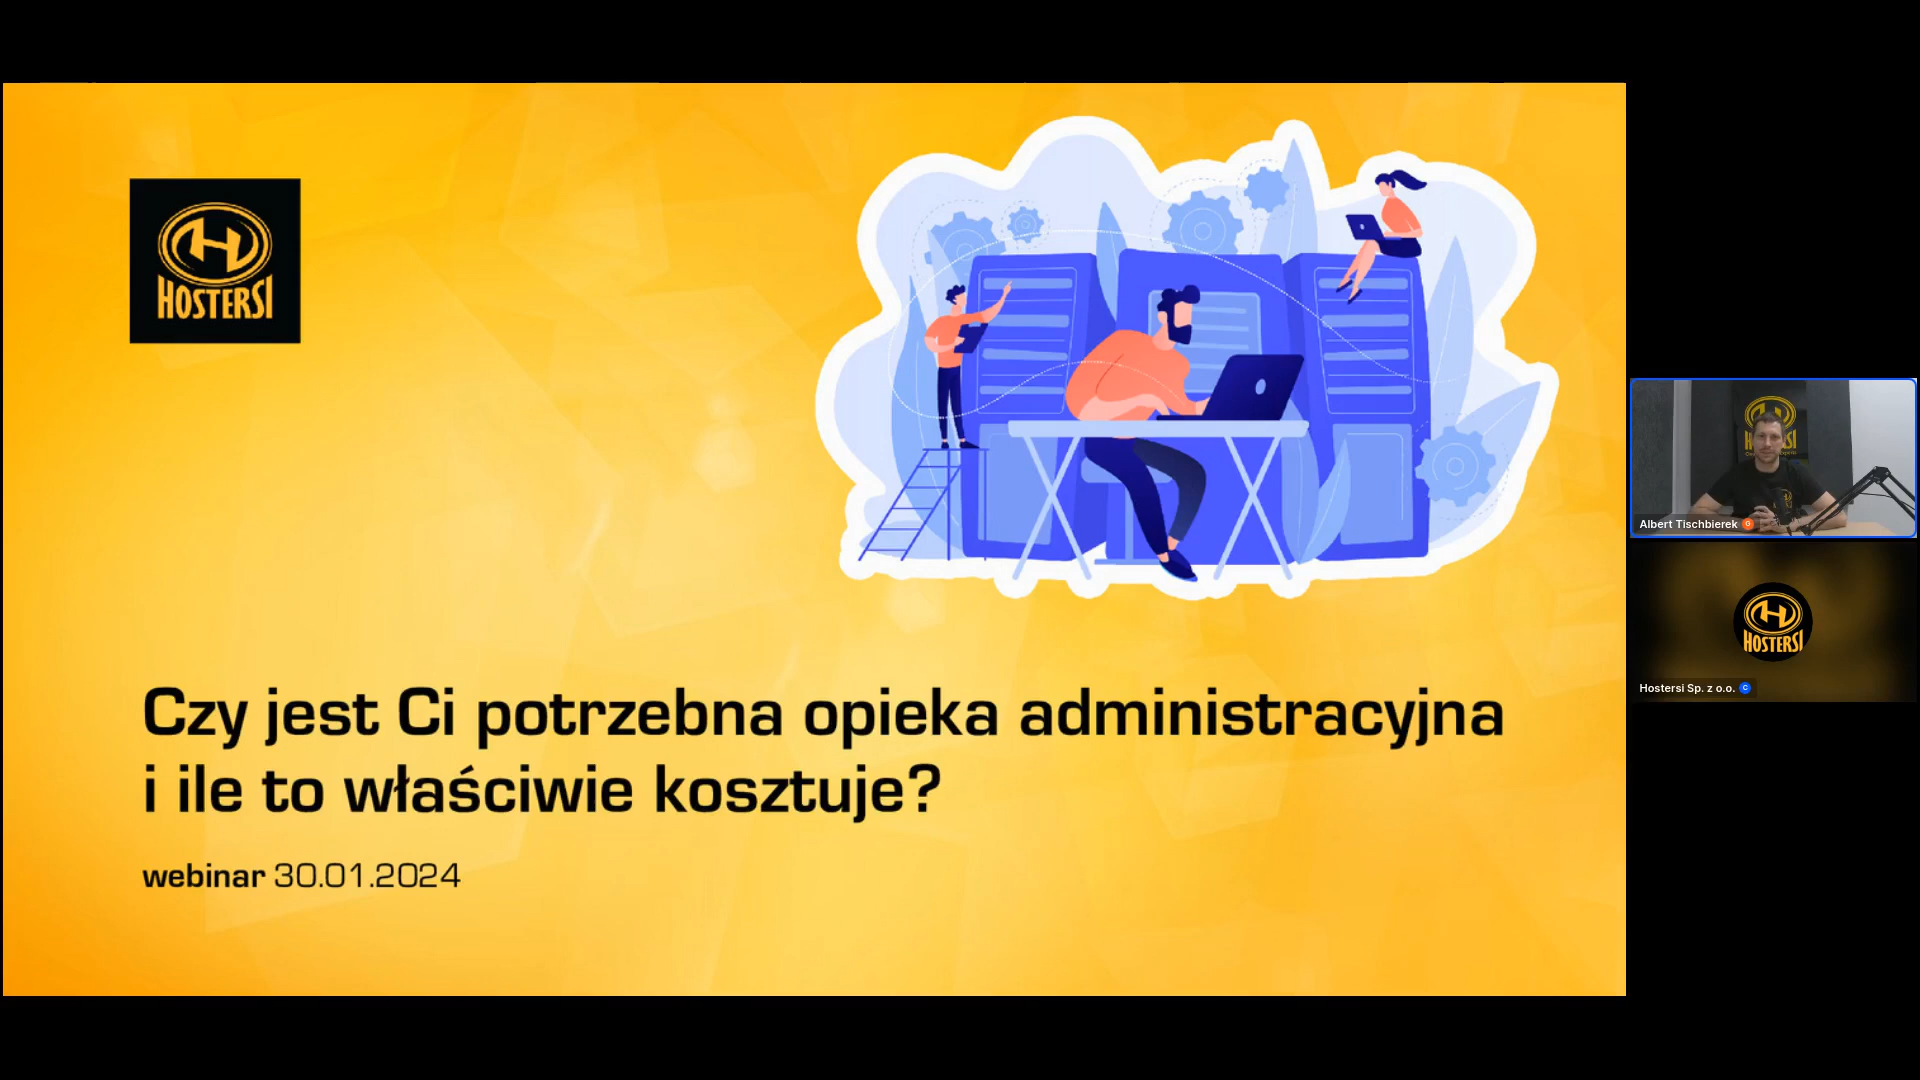 HOSTERSI
Czy jest Ci potrzebna opieka administracyjna
i ile to właściwie kosztuje?
webinar 30.01.2024
Albert Tischbierek
HOSTERSI
Hostersi Sp. z o.o.